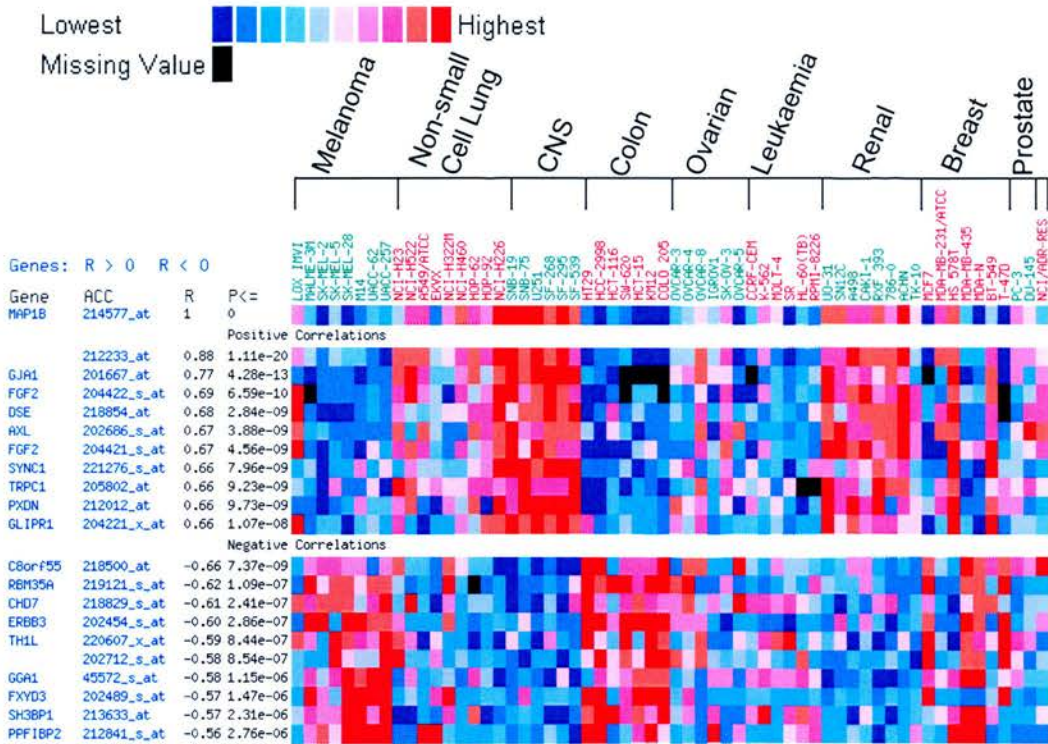 Lowest Highest
Missing Value
Melanoma
Non-small
Cell Lung
CNS
Colon
Ovarian
Leukaemia
Renal
Breast
Prostate
LOX IMVI
MALME-3M
SK-MEL-2
SK-MEL-5
SK-MEL-28
M14
UACC-62
UACC-257
NCI-H23
NCI-H522
A549/ATCC
EKVX
NCI-H322M
NCI-H460
HOP-62
HOP-92
NCI-H226
SNB-19
SNB-75
U251
SF-268
SF-295
SF-539
HT29
HCC-2998
HCT-116
SW-620
HCT-15
KM12
COLO 205
OVCAR-3
OVCAR-4
OVCAR-8
IGROV1
SK-OV-3
OVCAR-5
CCRF-CEM
K-562
MOLT-4
SR
HL-60(TB)
RPMI-8226
UO-31
SN12C
A498
CAKI-1
RXF 393
786-0
ACHN
TK-10
MCF7
MDA-MB-231/ATCC
HS 578T
MDA-MB-435
MDA-N
BT-549
T-47D
PC-3
DU-145
NCI/ADR-RES
Genes: R > 0 R < 0
Gene ACC R P<=
MAP1B 214577_at 1 0
Positive Correlations
212233_at 0.88 1.11e-20
GJA1 201667_at 0.77 4.28e-13
FGF2 204422_s_at 0.69 6.59e-10
DSE 218854_at 0.68 2.84e-09
AXL 202686_s_at 0.67 3.88e-09
FGF2 204421_s_at 0.67 4.56e-09
SYNC1 221276_s_at 0.66 7.96e-09
TRPC1 205802_at 0.66 9.23e-09
PXDN 212012_at 0.66 9.73e-09
GLIPR1 204221_x_at 0.66 1.07e-08
Negative Correlations
C8orf55 218500_at -0.66 7.37e-09
RBM35A 219121_s_at -0.62 1.09e-07
CHD7 218829_s_at -0.61 2.41e-07
ERBB3 202454_s_at -0.60 2.86e-07
TH1L 220607_x_at -0.59 8.44e-07
202712_s_at -0.58 8.54e-07
GGA1 45572_s_at -0.58 1.15e-06
FXYD3 202489_s_at -0.57 1.47e-06
SH3BP1 213633_at -0.57 2.31e-06
PPFIBP2 212841_s_at -0.56 2.76e-06